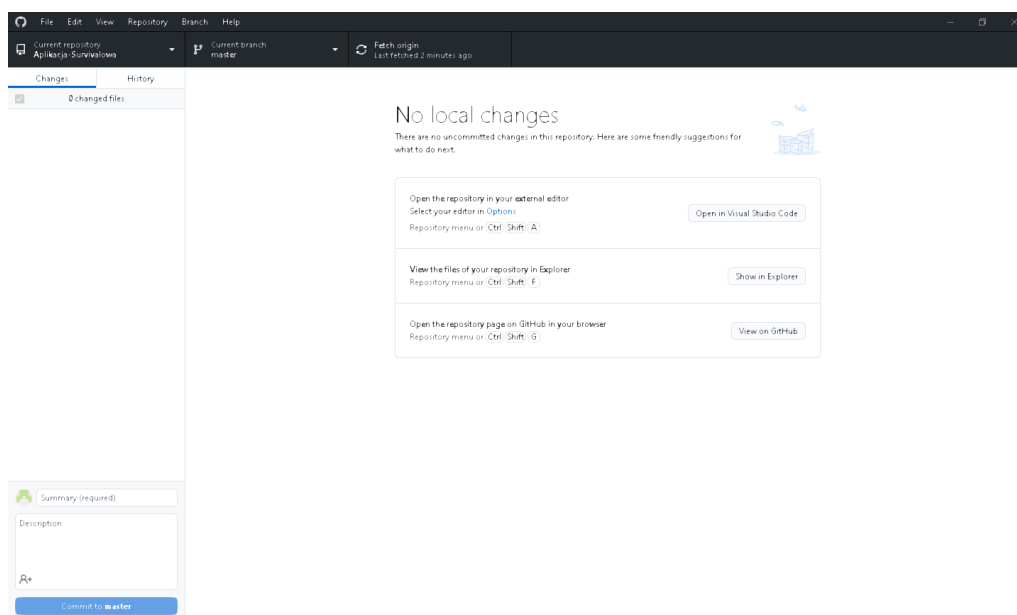 File Edit View Repository Branch Help
Current repository
Aplikacja-Survivalowa
Current branch
master
Fetch origin
Last fetched 2 minutes ago
Changes History
0 changed files
No local changes
There are no uncommitted changes in this repository. Here are some friendly suggestions for
what to do next.
Open the repository in your external editor
Select your editor in Options
Repository menu or Ctrl Shift A
Open in Visual Studio Code
View the files of your repository in Explorer
Repository menu or Ctrl Shift F
Show in Explorer
Open the repository page on GitHub in your browser
Repository menu or Ctrl Shift G
View on GitHub
Summary (required)
Description
Commit to master